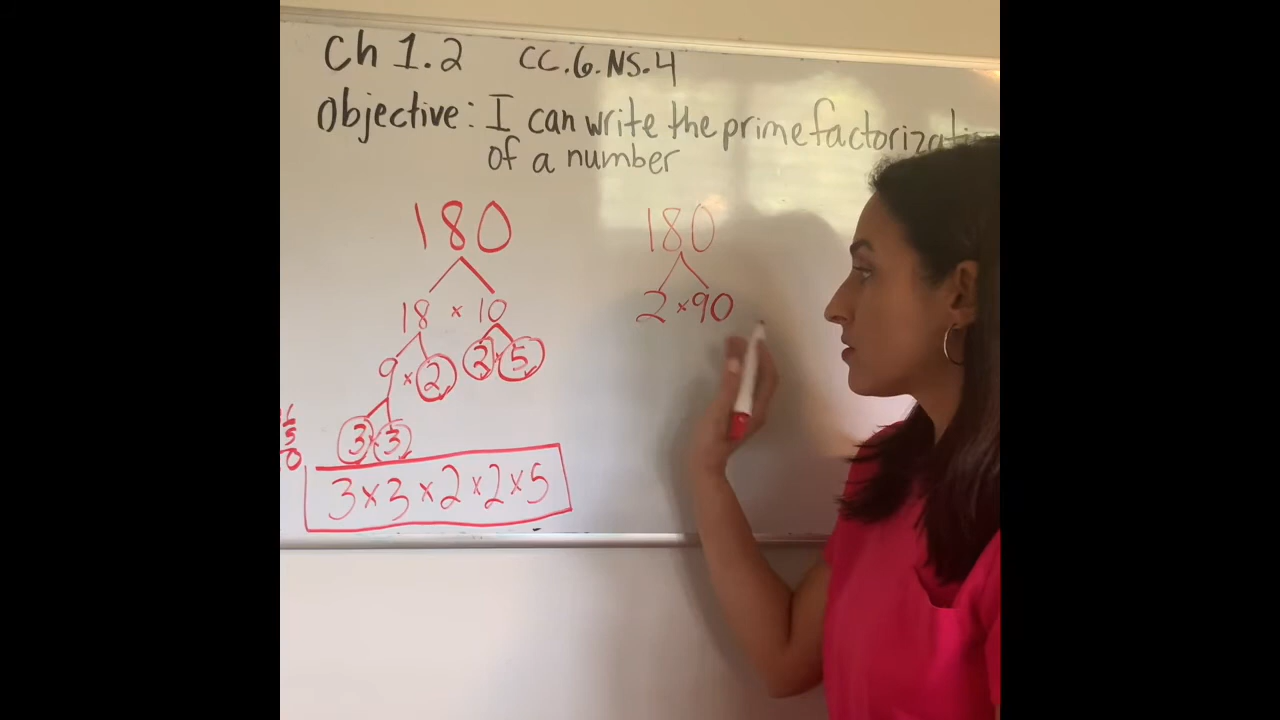 Ch 1.2 CC.6.NS.4
Objective: I can write the prime
of a number
180
18 × 10
9 × 2 2 5
3 3
3 × 3 × 2 × 2 × 5
180
2 × 90